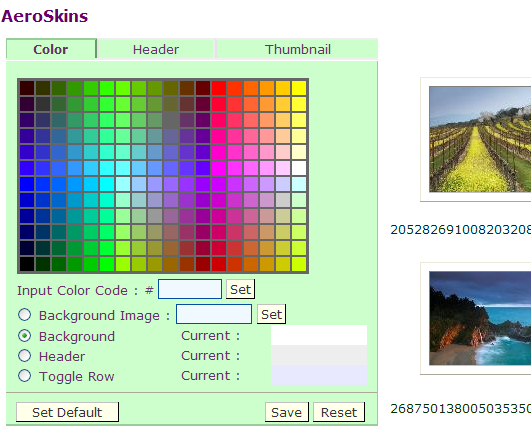 AeroSkins
Color Header Thumbnail
Input Color Code : # Set
Background Image : Set
Background Current :
Header Current :
Toggle Row Current :
Set Default Save Reset
205282691008203208
268750138005035350